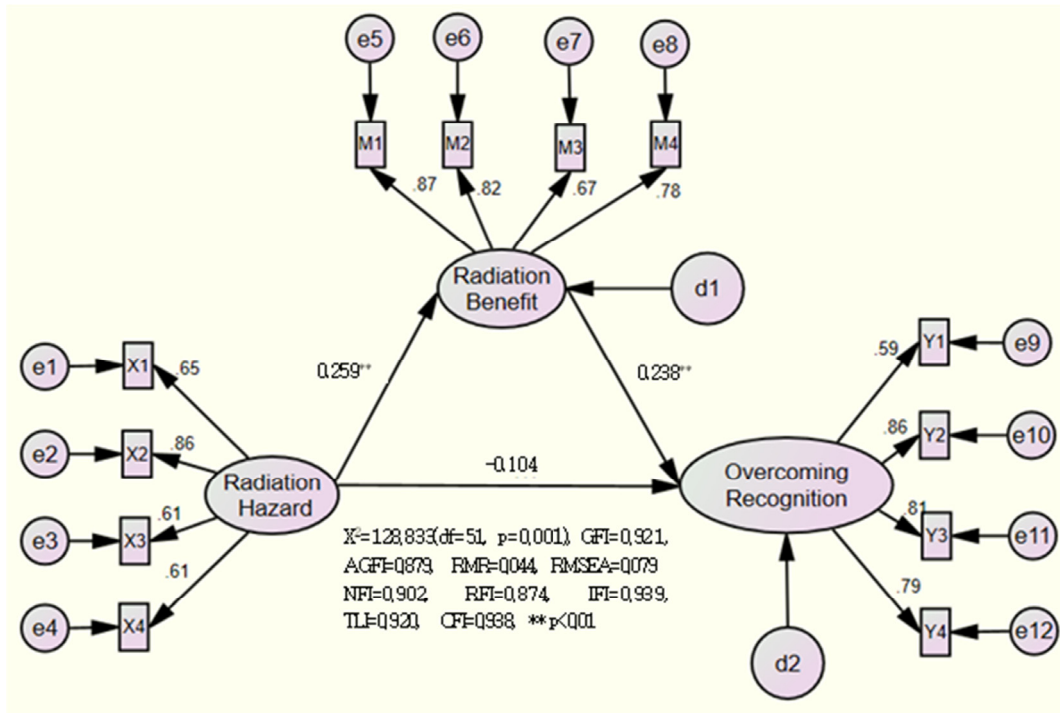 e5
e6
e7
e8
M1
M2
M3
M4
.87
.82
.67
.78
Radiation
Benefit
d1
e1
X1
.65
e2
X2
.86
e3
X3
.61
e4
X4
.61
Radiation
Hazard
0.259**
0.238**
-0.104
Overcoming
Recognition
Y1
e9
.59
Y2
e10
.86
Y3
e11
.81
Y4
e12
.79
d2
X²=128.833(df=51, p=0.001), GFI=0.921,
AGFI=0.879, RMR=0.044, RMSEA=0.079
NFI=0.902, RFI=0.874, IFI=0.939,
TLI=0.920, CFI=0.938, **p<0.01